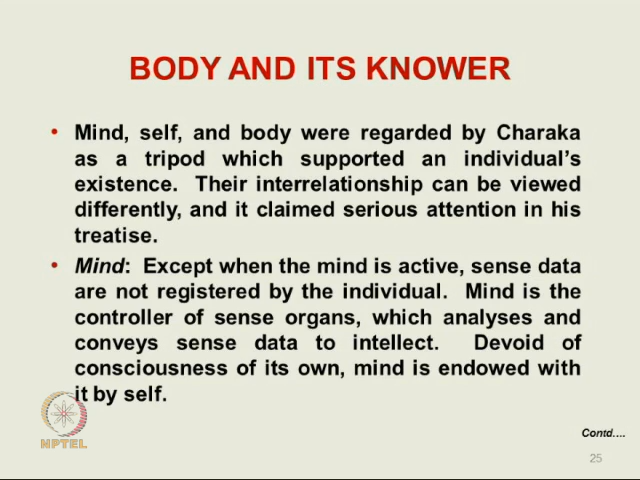 BODY AND ITS KNOWER
• Mind, self, and body were regarded by Charaka
as a tripod which supported an individual's
existence. Their interrelationship can be viewed
differently, and it claimed serious attention in his
treatise.
• Mind: Except when the mind is active, sense data
are not registered by the individual. Mind is the
controller of sense organs, which analyses and
conveys sense data to intellect. Devoid of
consciousness of its own, mind is endowed with
it by self.
NPTEL
Contd....
25